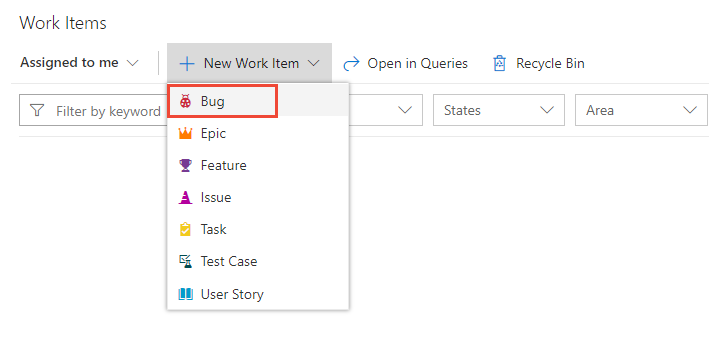 Work Items
Assigned to me New Work Item Open in Queries Recycle Bin
Filter by keyword States Area
Bug
Epic
Feature
Issue
Task
Test Case
User Story